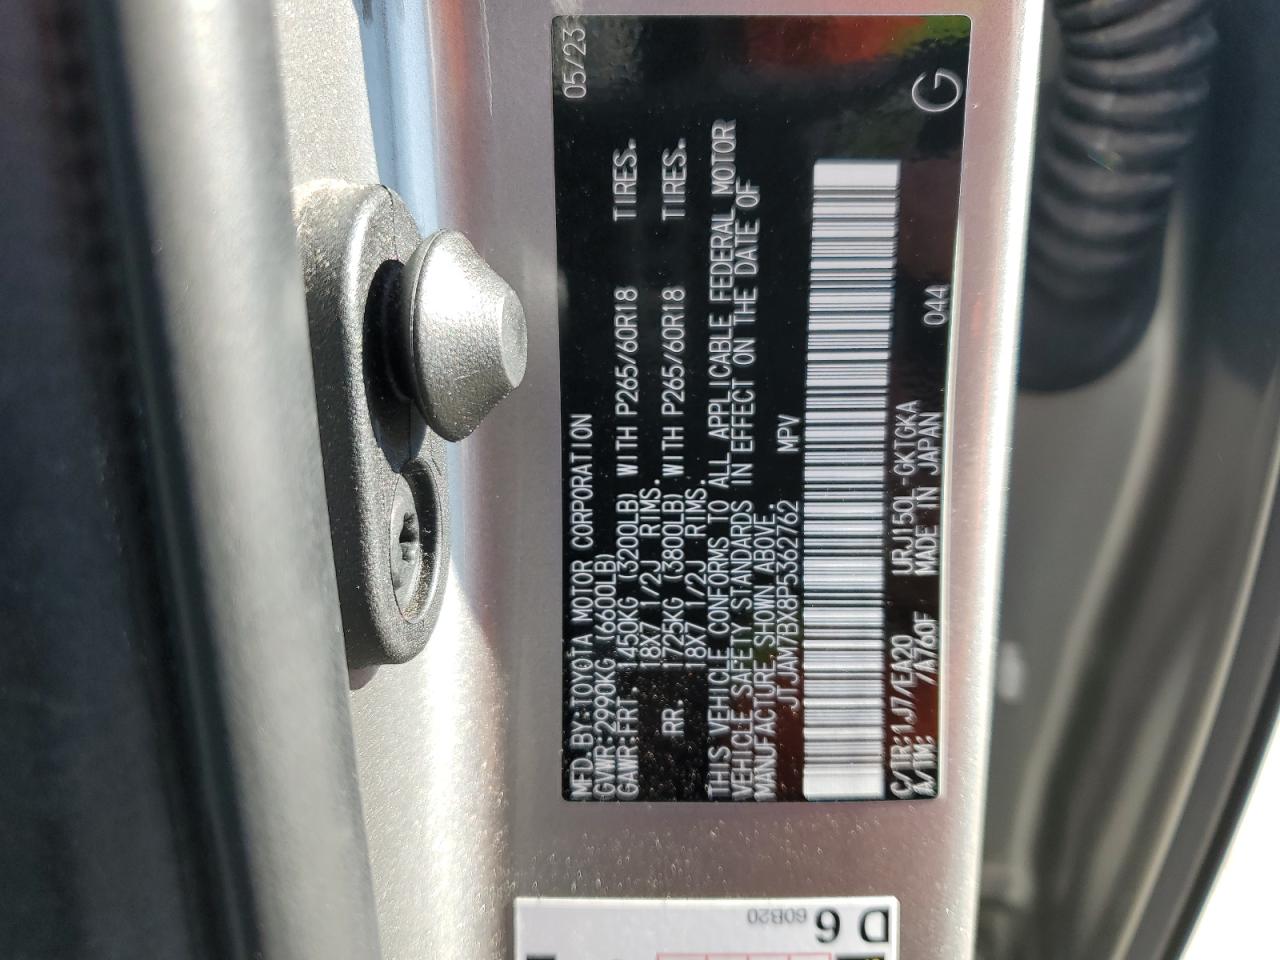 MFD.BY:TOYOTA MOTOR CORPORATION 05/23
GVWR:2990KG (6600LB)
GAWR:FRT. 1450KG (3200LB) WITH P265/60R18 TIRES.
18X7 1/2J RIMS.
RR. 1725KG (3800LB) WITH P265/60R18 TIRES.
18X7 1/2J RIMS.
THIS VEHICLE CONFORMS TO ALL APPLICABLE FEDERAL MOTOR
VEHICLE SAFETY STANDARDS IN EFFECT ON THE DATE OF
MANUFACTURE SHOWN ABOVE.
JTJAM7BX8P5362762 MPV
C/TR:1J7/EA20 URJ150L-GKTGKA
A/TM: /A760F MADE IN JAPAN 044 G
D 6
60B20